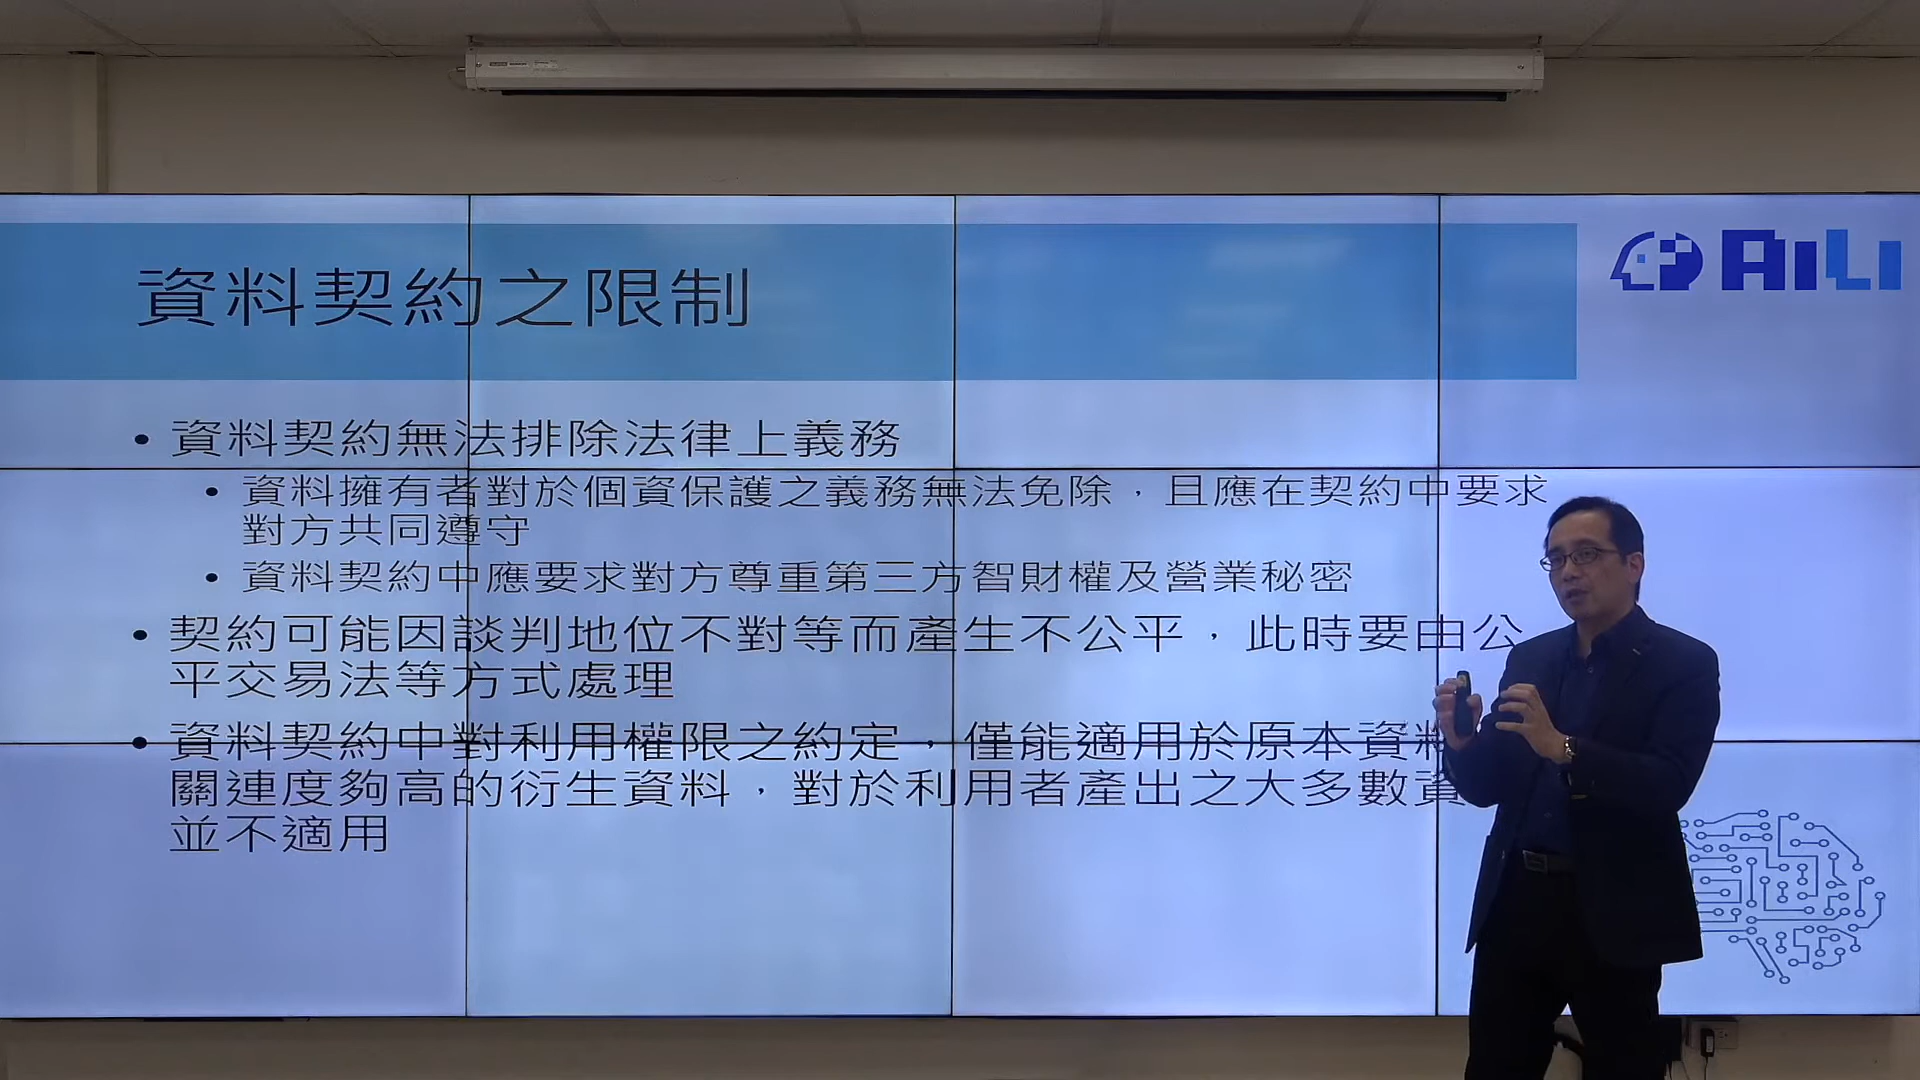 資料契約之限制
AILI
• 資料契約無法排除法律上義務
• 資料擁有者對於個資保護之義務無法免除，且應在契約中要求
對方共同遵守
• 資料契約中應要求對方尊重第三方智財權及營業秘密
• 契約可能因談判地位不對等而產生不公平，此時要由公
平交易法等方式處理
• 資料契約中對利用權限之約定，僅能適用於原本資料
關連度夠高的衍生資料，對於利用者產出之大多數資
並不適用